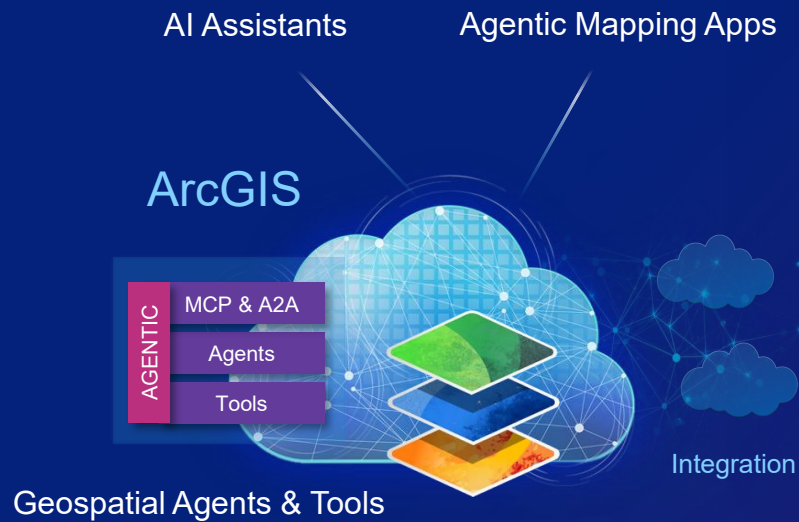 AI Assistants
Agentic Mapping Apps
ArcGIS
AGENTIC
MCP & A2A
Agents
Tools
Integration
Geospatial Agents & Tools